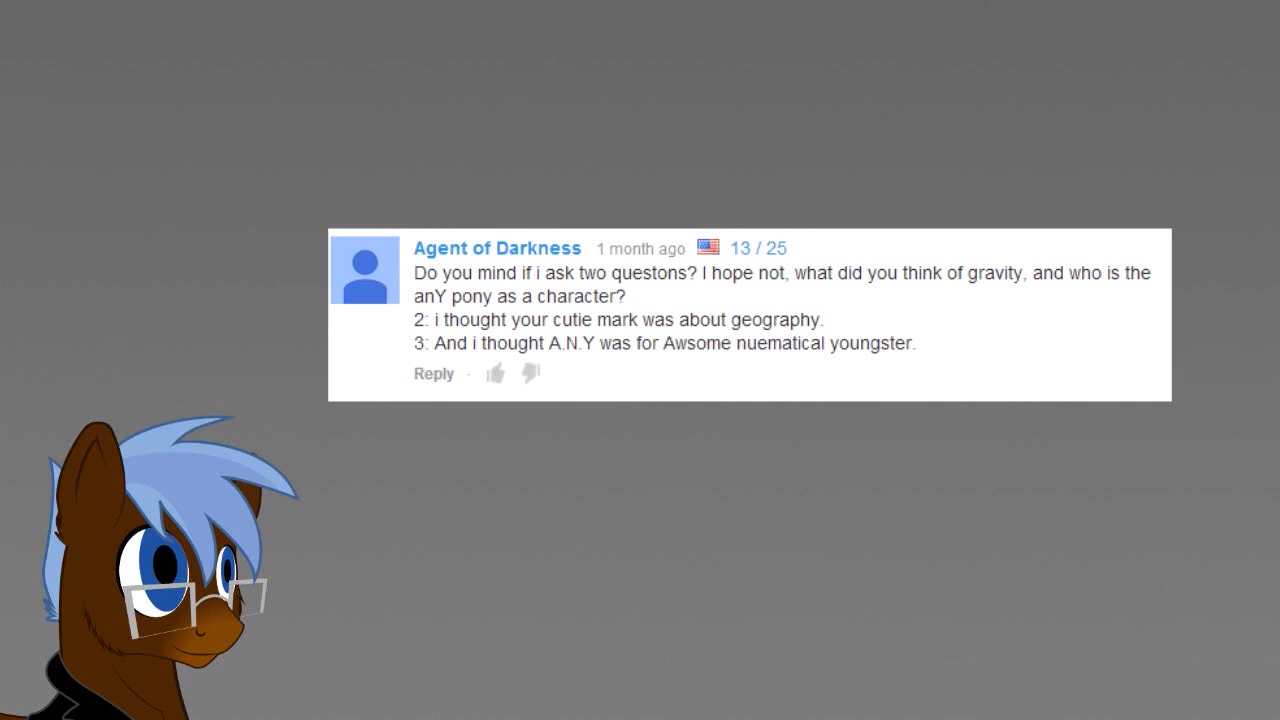 Agent of Darkness 1 month ago 13 / 25
Do you mind if i ask two questons? I hope not, what did you think of gravity, and who is the
anY pony as a character?
2: i thought your cutie mark was about geography.
3: And i thought A.N.Y was for Awsome nuematical youngster.
Reply ·